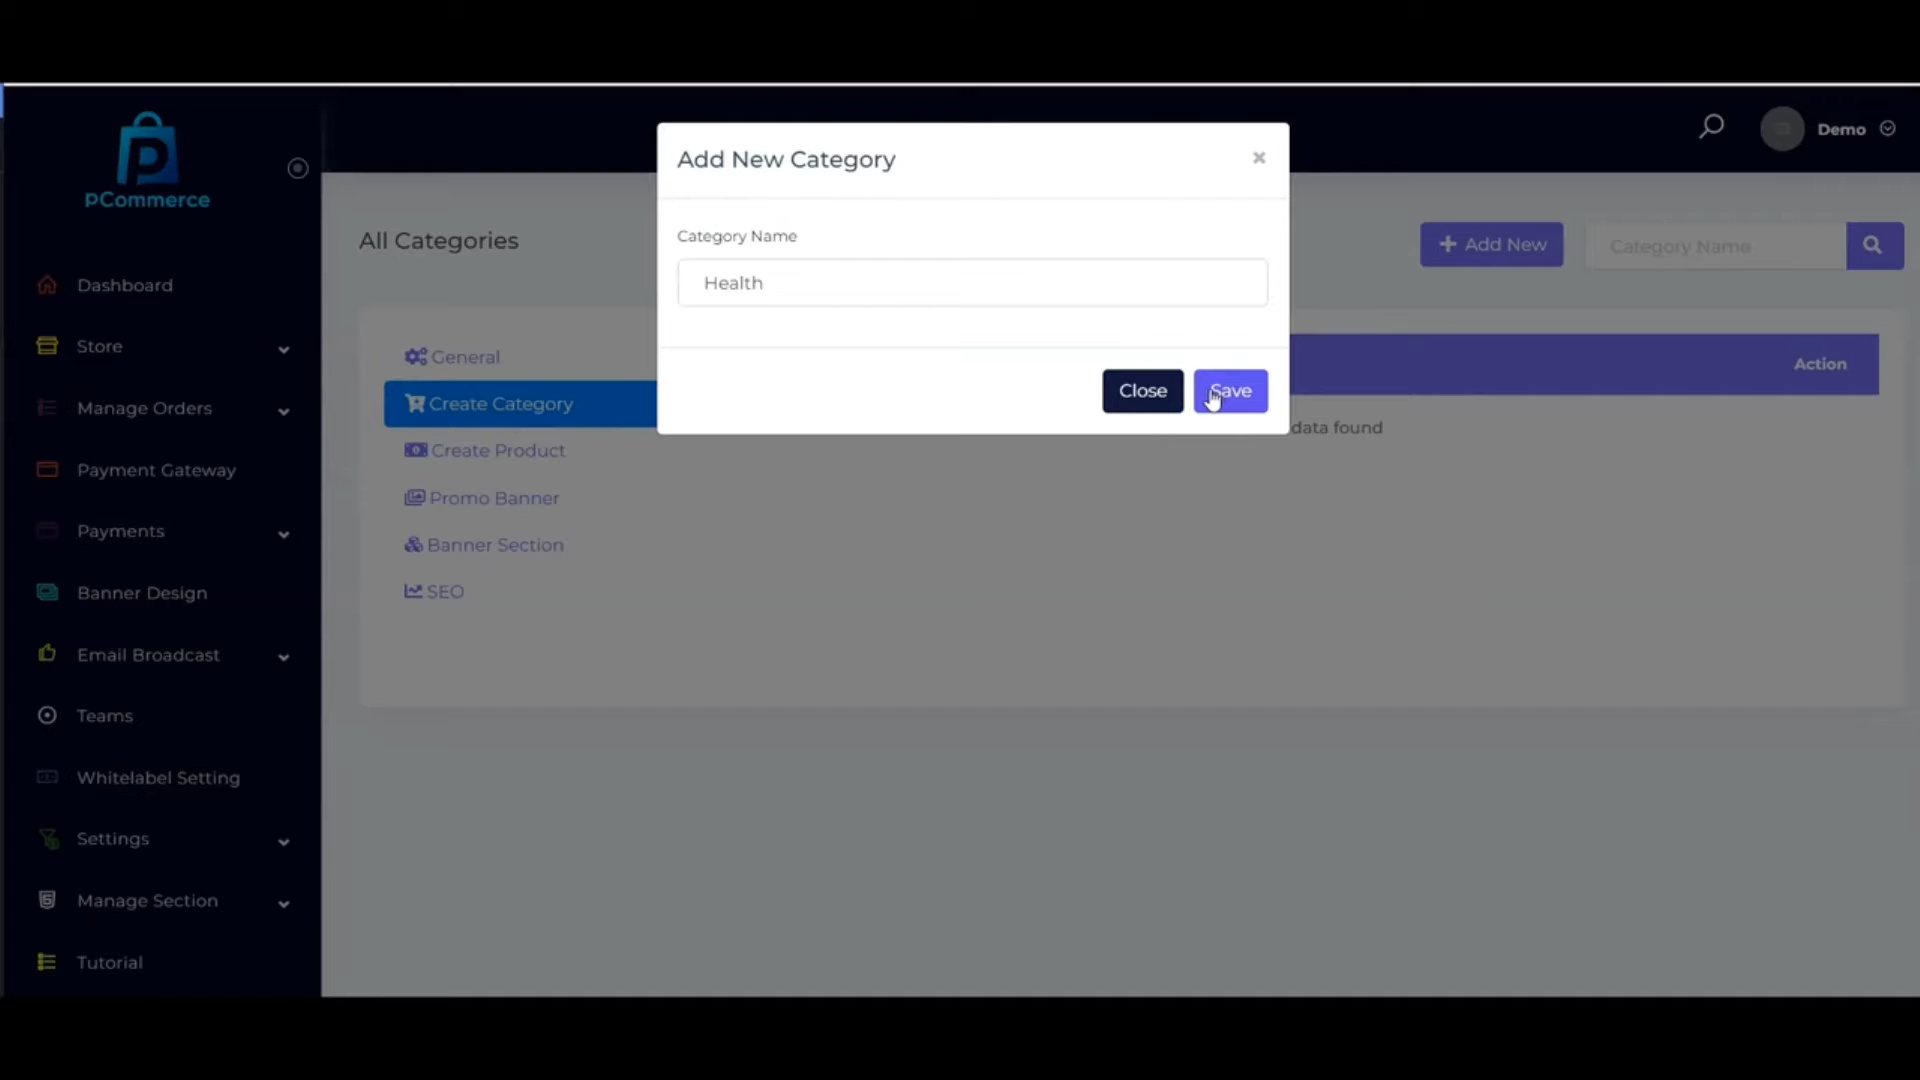 pCommerce
Dashboard
Store
Manage Orders
Payment Gateway
Payments
Banner Design
Email Broadcast
Teams
Whitelabel Setting
Settings
Manage Section
Tutorial
Demo
All Categories
Add New
Category Name
General
Create Category
Create Product
Promo Banner
Banner Section
SEO
Action
data found
Add New Category
×
Category Name
Health
Close
Save